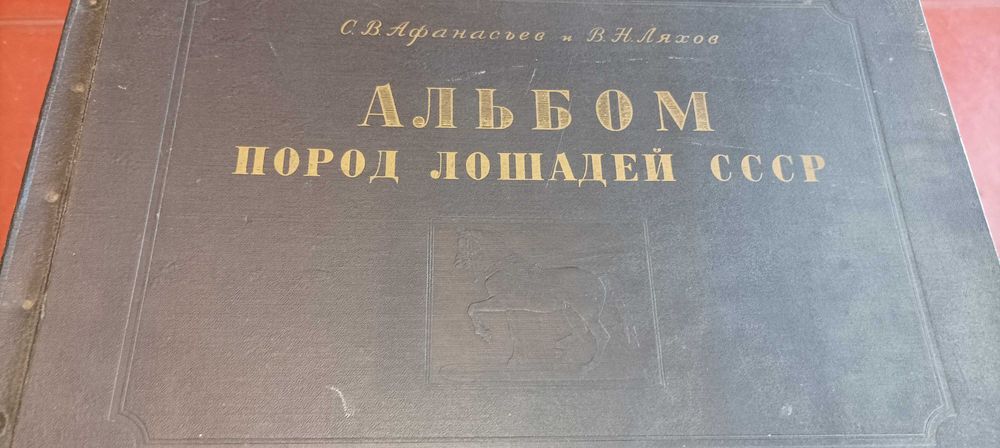 С. В. Афанасьев и В. Н. Ляхов
АЛЬБОМ
ПОРОД ЛОШАДЕЙ СССР